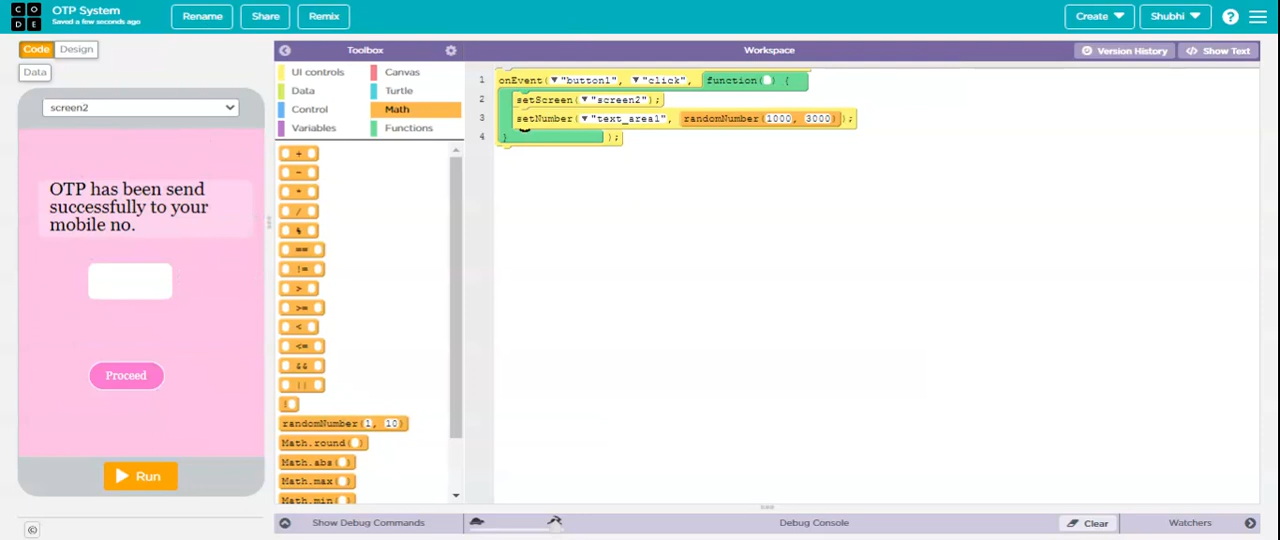 CODE
OTP System
Saved a few seconds ago
Rename
Share
Remix
Create
Shubhi
?
Code
Design
Data
Toolbox
Workspace
Version History
Show Text
screen2
UI controls
Canvas
Data
Turtle
Control
Math
Variables
Functions
+
-
*
/
%
==
!=
>
>=
<
<=
&&
||
!
randomNumber(1, 10)
Math.round( )
Math.abs( )
Math.max( )
Math.min( )
1 onEvent("button1", "click", function( ) {
2 setScreen("screen2");
3 setNumber("text_area1", randomNumber(1000, 3000));
4 } );
OTP has been send
successfully to your
mobile no.
Proceed
Run
©
Show Debug Commands
Debug Console
Clear
Watchers